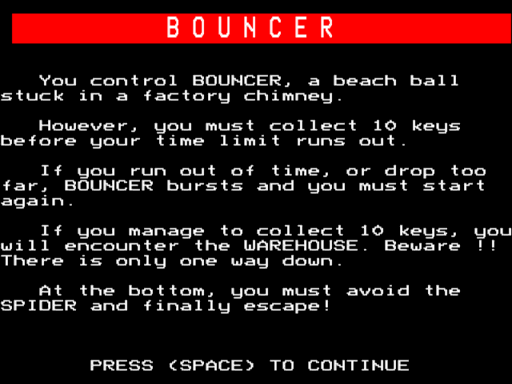 BOUNCER
You control BOUNCER, a beach ball
stuck in a factory chimney.
However, you must collect 10 keys
before your time limit runs out.
If you run out of time, or drop too
far, BOUNCER bursts and you must start
again.
If you manage to collect 10 keys, you
will encounter the WAREHOUSE. Beware !!
There is only one way down.
At the bottom, you must avoid the
SPIDER and finally escape!
PRESS (SPACE) TO CONTINUE